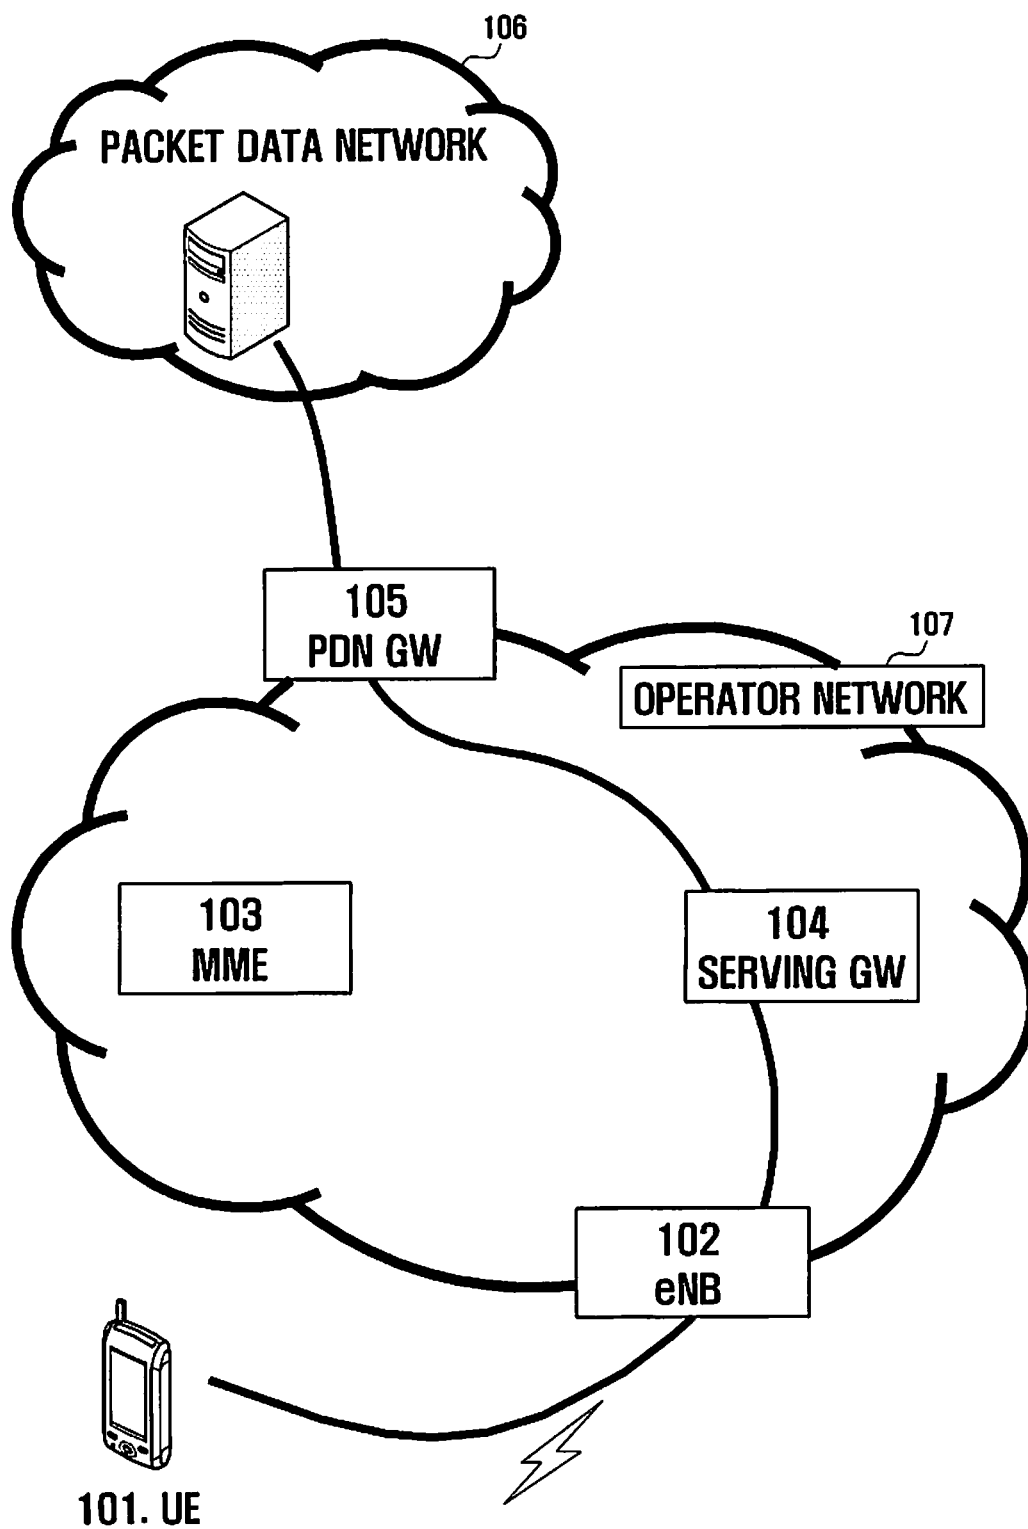 106
PACKET DATA NETWORK
105
PDN GW
107
OPERATOR NETWORK
103
MME
104
SERVING GW
102
eNB
101. UE